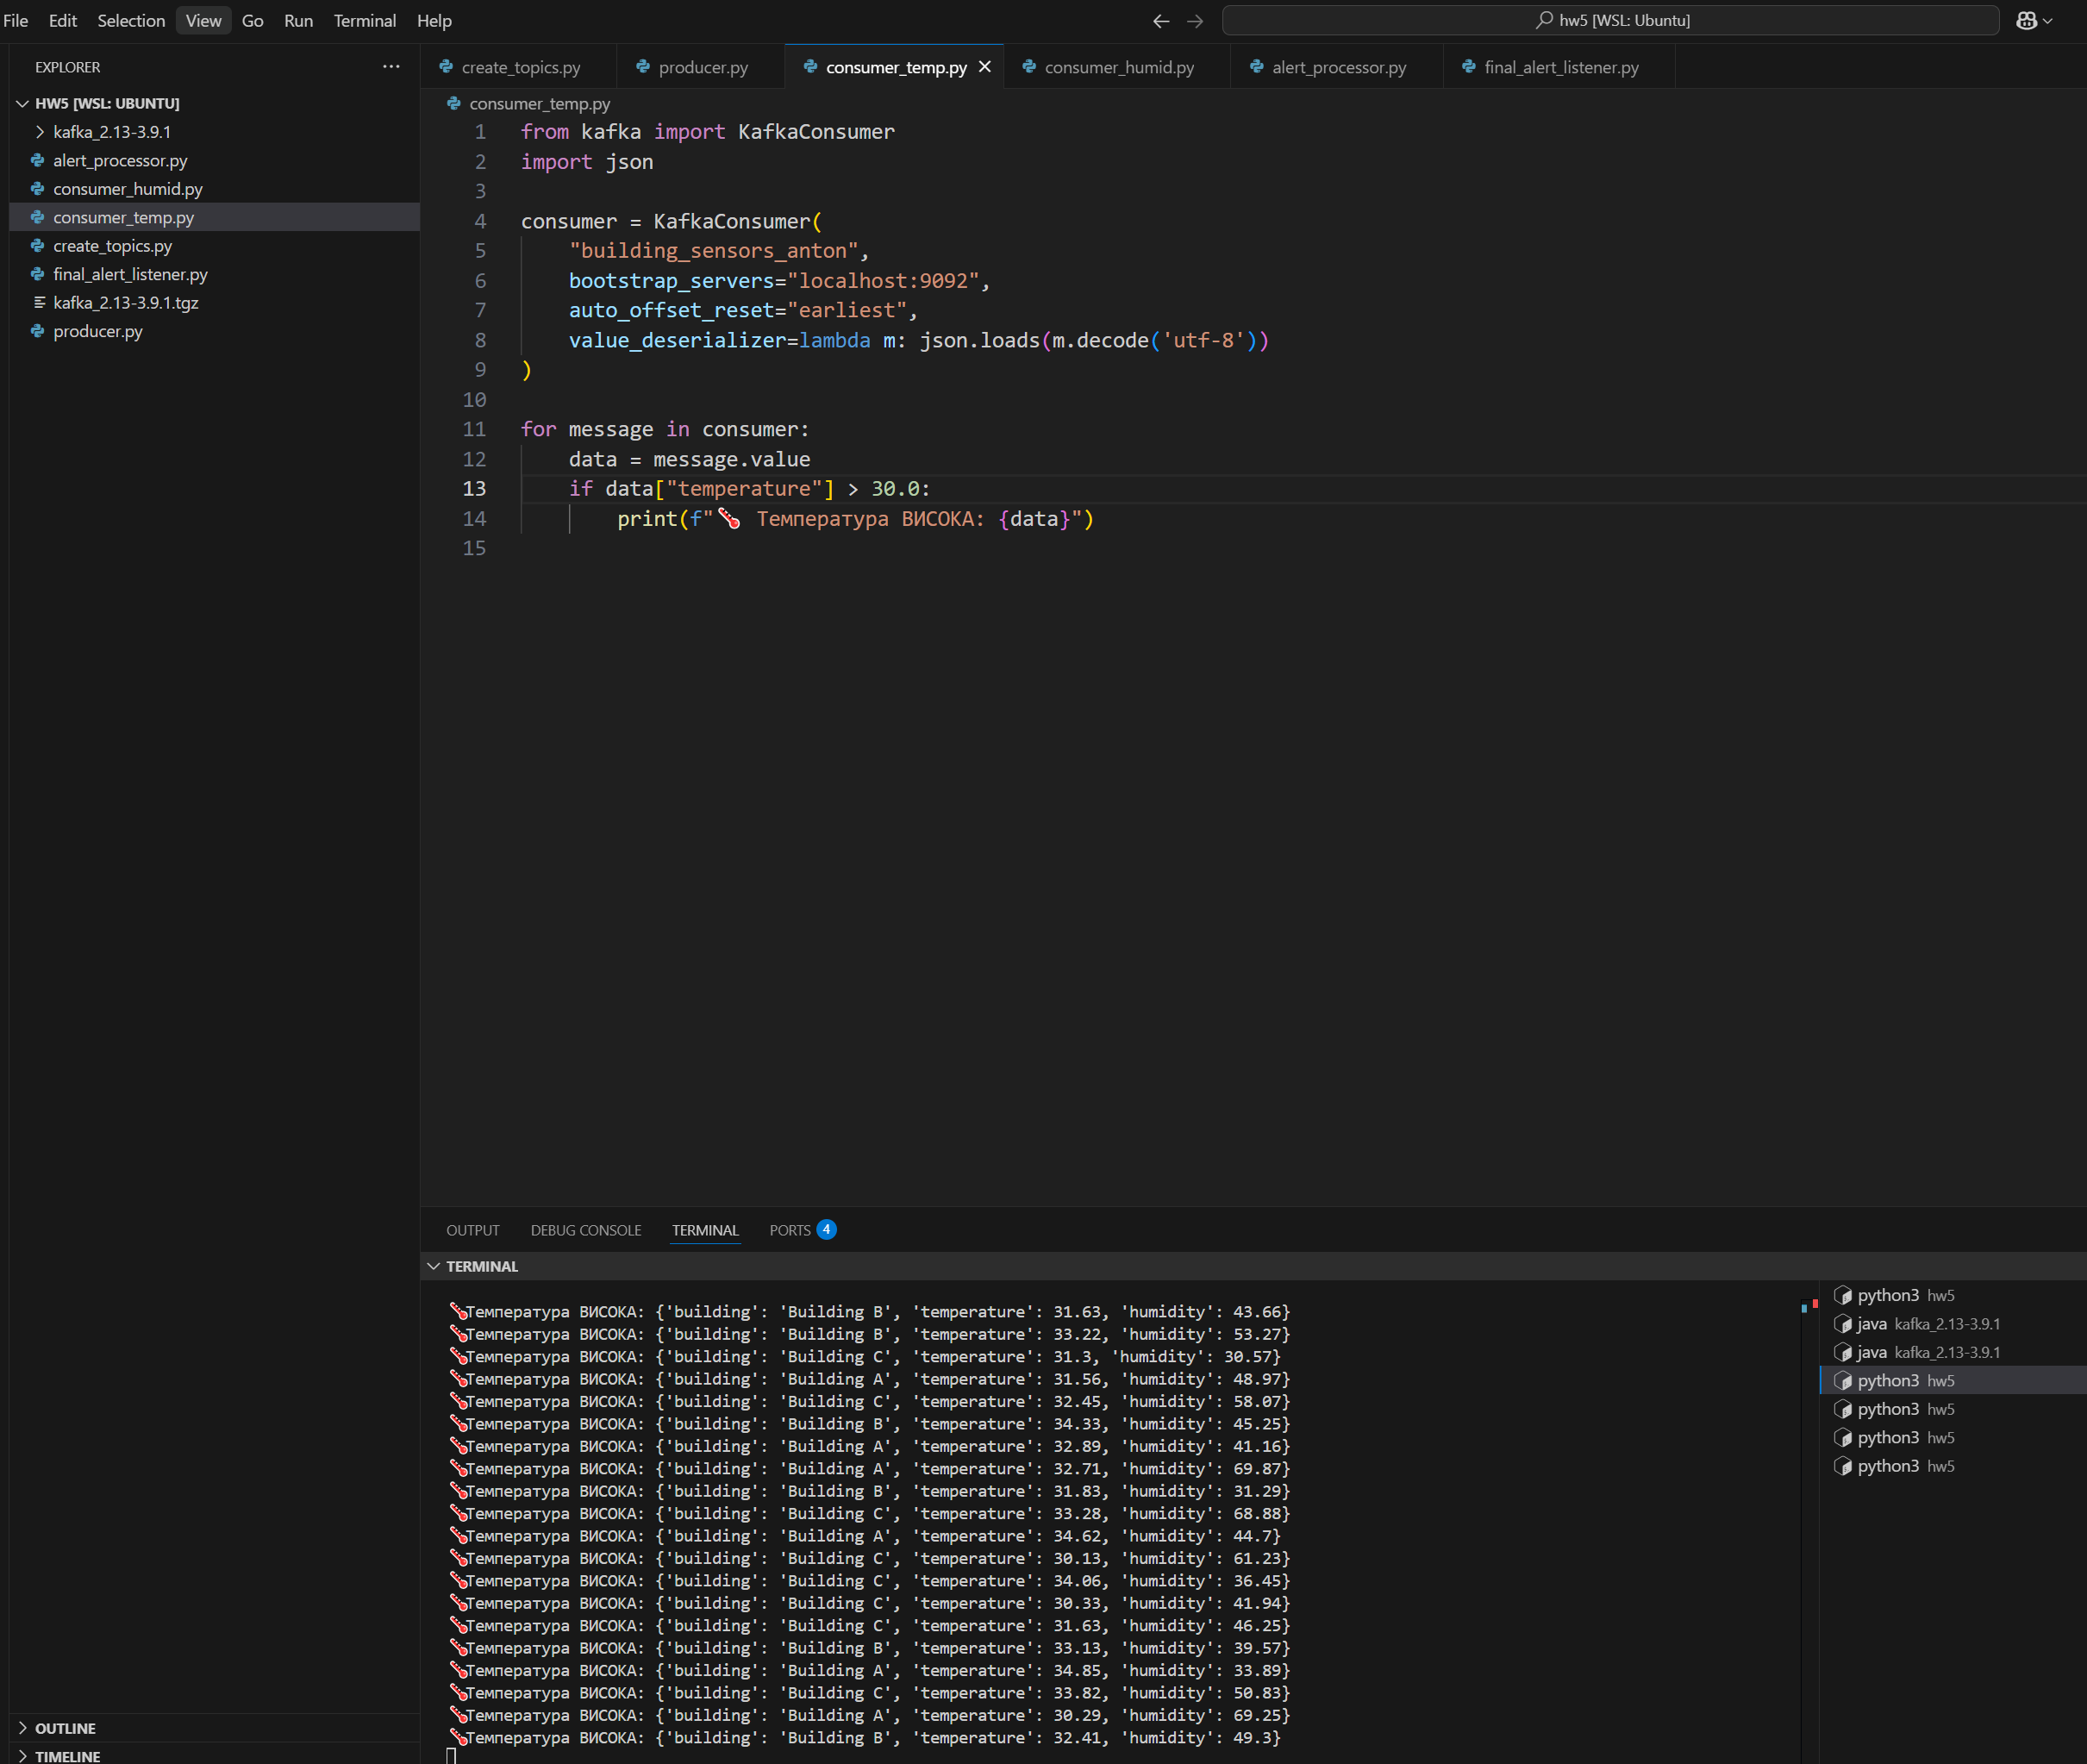 File Edit Selection View Go Run Terminal Help
hw5 [WSL: Ubuntu]
EXPLORER
HW5 [WSL: UBUNTU]
kafka_2.13-3.9.1
alert_processor.py
consumer_humid.py
consumer_temp.py
create_topics.py
final_alert_listener.py
kafka_2.13-3.9.1.tgz
producer.py
OUTLINE
TIMELINE
create_topics.py producer.py consumer_temp.py consumer_humid.py alert_processor.py final_alert_listener.py
consumer_temp.py
1 from kafka import KafkaConsumer
2 import json
3
4 consumer = KafkaConsumer(
5     "building_sensors_anton",
6     bootstrap_servers="localhost:9092",
7     auto_offset_reset="earliest",
8     value_deserializer=lambda m: json.loads(m.decode('utf-8'))
9 )
10
11 for message in consumer:
12     data = message.value
13     if data["temperature"] > 30.0:
14         print(f"🌡️ Температура ВИСОКА: {data}")
15
OUTPUT DEBUG CONSOLE TERMINAL PORTS 4
TERMINAL
🌡️Температура ВИСОКА: {'building': 'Building B', 'temperature': 31.63, 'humidity': 43.66}
🌡️Температура ВИСОКА: {'building': 'Building B', 'temperature': 33.22, 'humidity': 53.27}
🌡️Температура ВИСОКА: {'building': 'Building C', 'temperature': 31.3, 'humidity': 30.57}
🌡️Температура ВИСОКА: {'building': 'Building A', 'temperature': 31.56, 'humidity': 48.97}
🌡️Температура ВИСОКА: {'building': 'Building C', 'temperature': 32.45, 'humidity': 58.07}
🌡️Температура ВИСОКА: {'building': 'Building B', 'temperature': 34.33, 'humidity': 45.25}
🌡️Температура ВИСОКА: {'building': 'Building A', 'temperature': 32.89, 'humidity': 41.16}
🌡️Температура ВИСОКА: {'building': 'Building A', 'temperature': 32.71, 'humidity': 69.87}
🌡️Температура ВИСОКА: {'building': 'Building B', 'temperature': 31.83, 'humidity': 31.29}
🌡️Температура ВИСОКА: {'building': 'Building C', 'temperature': 33.28, 'humidity': 68.88}
🌡️Температура ВИСОКА: {'building': 'Building A', 'temperature': 34.62, 'humidity': 44.7}
🌡️Температура ВИСОКА: {'building': 'Building C', 'temperature': 30.13, 'humidity': 61.23}
🌡️Температура ВИСОКА: {'building': 'Building C', 'temperature': 34.06, 'humidity': 36.45}
🌡️Температура ВИСОКА: {'building': 'Building C', 'temperature': 30.33, 'humidity': 41.94}
🌡️Температура ВИСОКА: {'building': 'Building C', 'temperature': 31.63, 'humidity': 46.25}
🌡️Температура ВИСОКА: {'building': 'Building B', 'temperature': 33.13, 'humidity': 39.57}
🌡️Температура ВИСОКА: {'building': 'Building A', 'temperature': 34.85, 'humidity': 33.89}
🌡️Температура ВИСОКА: {'building': 'Building C', 'temperature': 33.82, 'humidity': 50.83}
🌡️Температура ВИСОКА: {'building': 'Building A', 'temperature': 30.29, 'humidity': 69.25}
🌡️Температура ВИСОКА: {'building': 'Building B', 'temperature': 32.41, 'humidity': 49.3}
python3 hw5
java kafka_2.13-3.9.1
java kafka_2.13-3.9.1
python3 hw5
python3 hw5
python3 hw5
python3 hw5